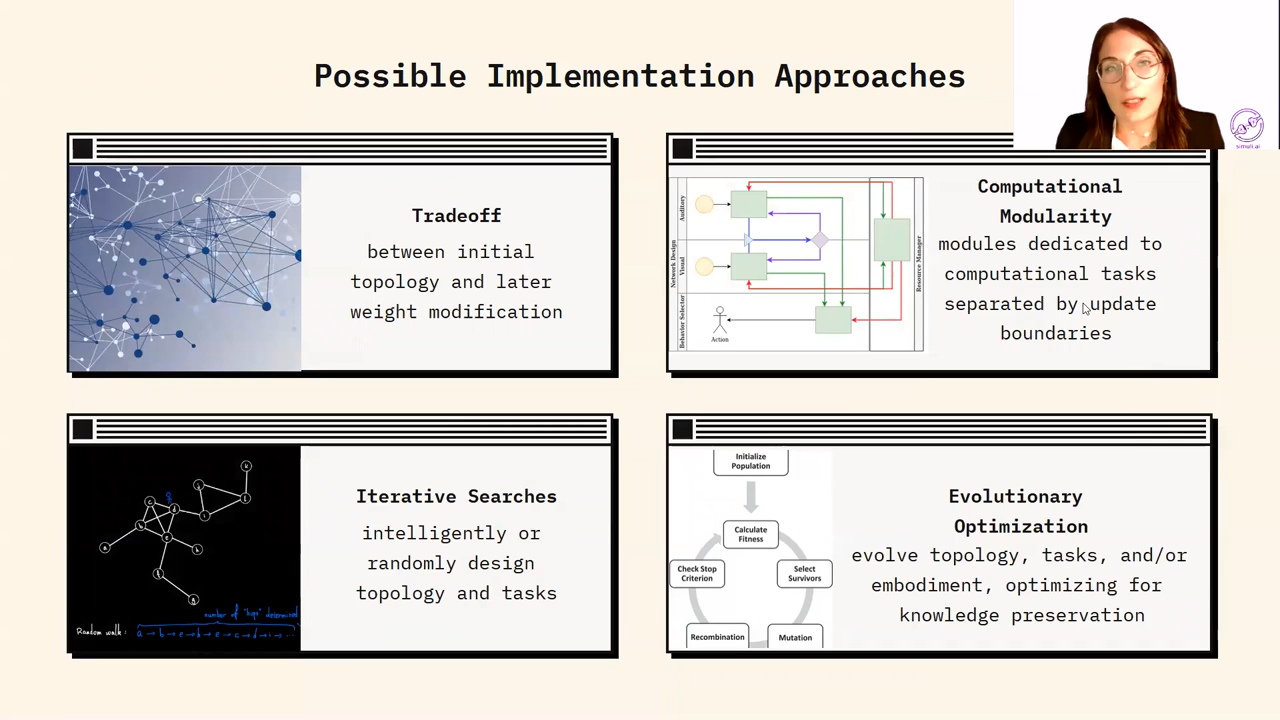 Possible Implementation Approaches
simuli.ai
Tradeoff
between initial
topology and later
weight modification
Network Design
Auditory
Visual
Behavior Selector
Resource Manager
Action
Computational
Modularity
modules dedicated to
computational tasks
separated by update
boundaries
a
b
c
d
e
f
g
h
i
j
k
l
number of "hops" determined
Random walk: a → b → e → h → e → c → d → i → ...
Iterative Searches
intelligently or
randomly design
topology and tasks
Initialize
Population
Calculate
Fitness
Check Stop
Criterion
Select
Survivors
Recombination
Mutation
Evolutionary
Optimization
evolve topology, tasks, and/or
embodiment, optimizing for
knowledge preservation